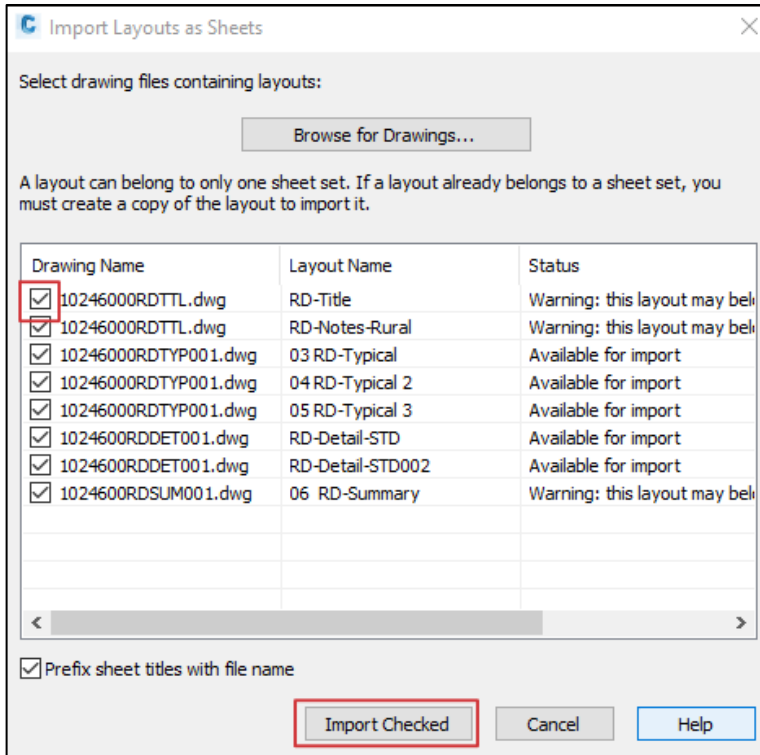 Import Layouts as Sheets
Select drawing files containing layouts:
Browse for Drawings...
A layout can belong to only one sheet set. If a layout already belongs to a sheet set, you
must create a copy of the layout to import it.
Drawing Name Layout Name Status
10246000RDTTL.dwg RD-Title Warning: this layout may
10246000RDTTL.dwg RD-Notes-Rural Warning: this layout may
10246000RDTYP001.dwg 03 RD-Typical Available for import
10246000RDTYP001.dwg 04 RD-Typical 2 Available for import
10246000RDTYP001.dwg 05 RD-Typical 3 Available for import
1024600RDDET001.dwg RD-Detail-STD Available for import
1024600RDDET001.dwg RD-Detail-STD002 Available for import
1024600RDSUM001.dwg 06 RD-Summary Warning: this layout may
Prefix sheet titles with file name
Import Checked Cancel Help